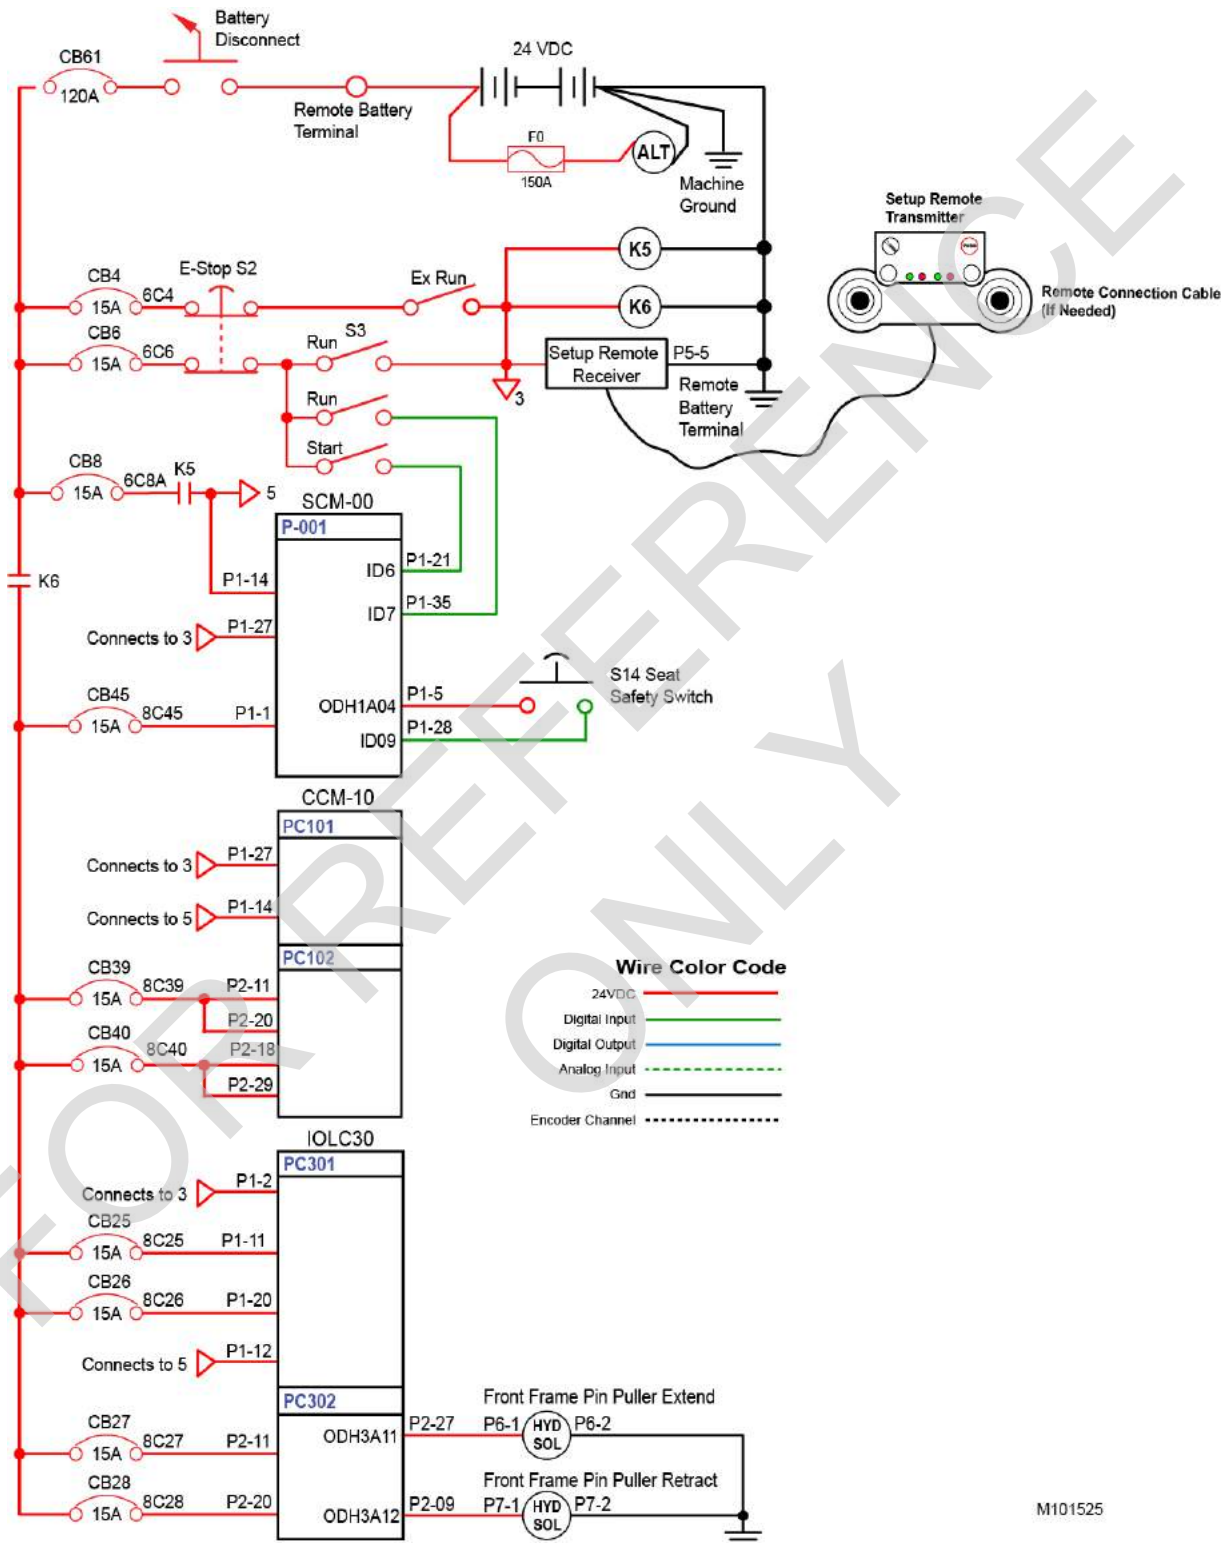 Battery
Disconnect
CB61
120A
24 VDC
Remote Battery
Terminal
F0
150A
ALT
Machine
Ground
Setup Remote
Transmitter
Remote Connection Cable
(If Needed)
K5
CB4
15A
6C4
E-Stop S2
Ex Run
K6
CB6
15A
6C6
Run
S3
Setup Remote
Receiver
P5-5
3
Remote
Battery
Terminal
Run
Start
CB8
15A
6C8A
K5
5
SCM-00
P-001
K6
P1-14
ID6
P1-21
ID7
P1-35
Connects to 3
P1-27
S14 Seat
Safety Switch
CB45
15A
8C45
P1-1
ODH1A04
P1-5
ID09
P1-28
CCM-10
PC101
Connects to 3
P1-27
Connects to 5
P1-14
PC102
CB39
15A
8C39
P2-11
P2-20
CB40
15A
8C40
P2-18
P2-29
Wire Color Code
24VDC
Digital Input
Digital Output
Analog Input
Gnd
Encoder Channel
IOLC30
PC301
Connects to 3
P1-2
CB25
15A
8C25
P1-11
CB26
15A
8C26
P1-20
Connects to 5
P1-12
PC302
Front Frame Pin Puller Extend
CB27
15A
8C27
P2-11
ODH3A11
P2-27
P6-1
HYD
SOL
P6-2
Front Frame Pin Puller Retract
CB28
15A
8C28
P2-20
ODH3A12
P2-09
P7-1
HYD
SOL
P7-2
M101525
FOR REFERENCE
ONLY